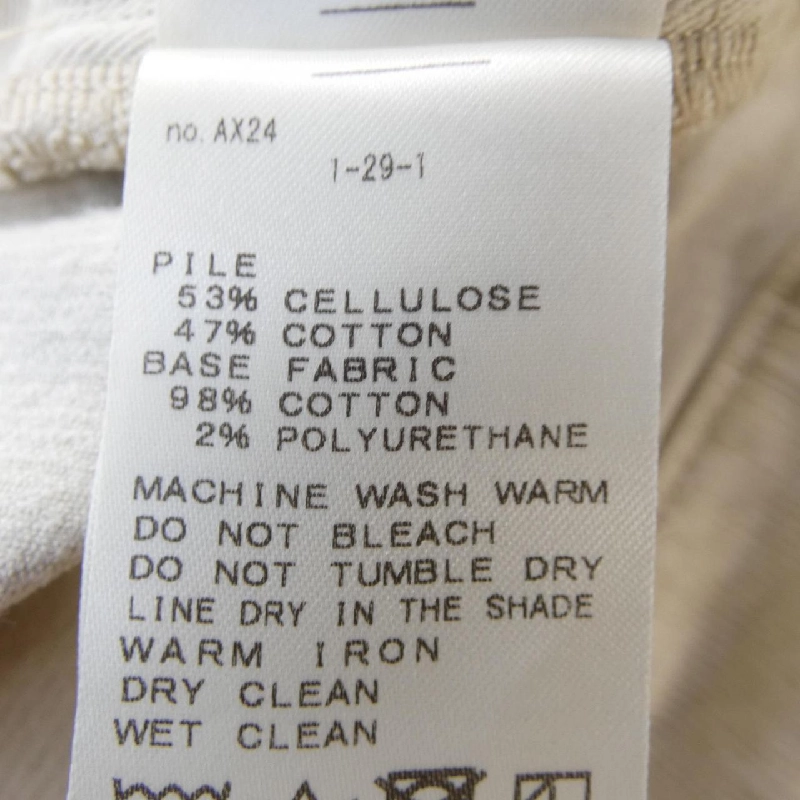 no. AX24
1-29-1
PILE
53% CELLULOSE
47% COTTON
BASE FABRIC
98% COTTON
2% POLYURETHANE
MACHINE WASH WARM
DO NOT BLEACH
DO NOT TUMBLE DRY
LINE DRY IN THE SHADE
WARM IRON
DRY CLEAN
WET CLEAN